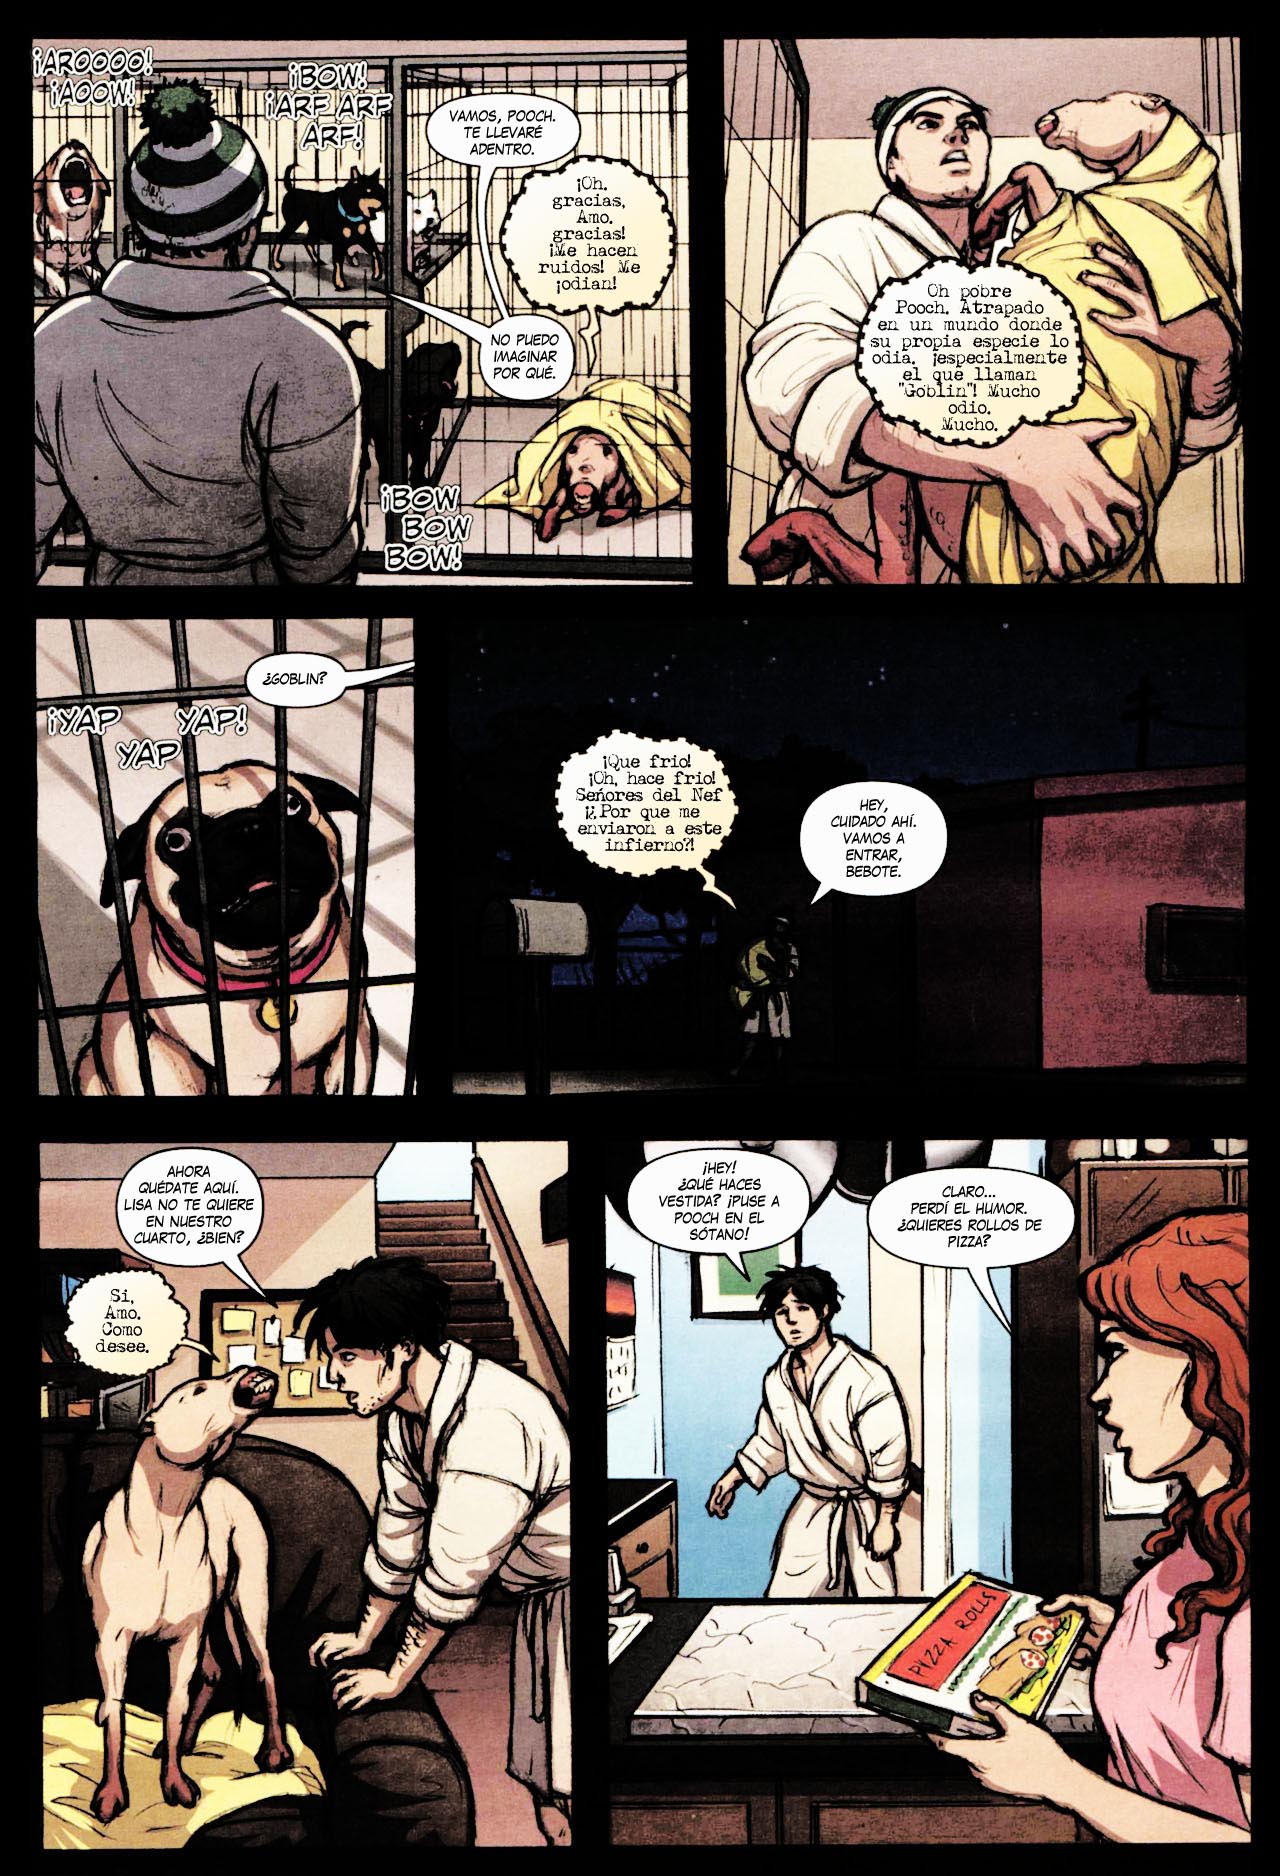 ¡AROOOO!
¡AOOW!
¡BOW!
¡ARF ARF
ARF!
VAMOS, POOCH.
TE LLEVARÉ
ADENTRO.
¡Oh,
gracias,
Amo,
gracias!
¡Me hacen
ruidos! Me
¡odian!
NO PUEDO
IMAGINAR
POR QUÉ.
¡BOW
BOW
BOW!
Oh pobre
Pooch. Atrapado
en un mundo donde
su propia especie lo
odia. ¡especialmente
el que llaman
"Goblin"! Mucho
odio.
Mucho.
¿GOBLIN?
¡YAP YAP!
YAP
¡Que frio!
¡Oh, hace frio!
Señores del Nef
¡¿Por que me
enviaron a este
infierno?!
HEY,
CUIDADO AHÍ.
VAMOS A
ENTRAR,
BEBOTE.
AHORA
QUÉDATE AQUÍ.
LISA NO TE QUIERE
EN NUESTRO
CUARTO, ¿BIEN?
Si,
Amo.
Como
desee.
¡HEY!
¿QUÉ HACES
VESTIDA? ¡PUSE A
POOCH EN EL
SÓTANO!
CLARO...
PERDÍ EL HUMOR.
¿QUIERES ROLLOS DE
PIZZA?
PIZZA ROLLS